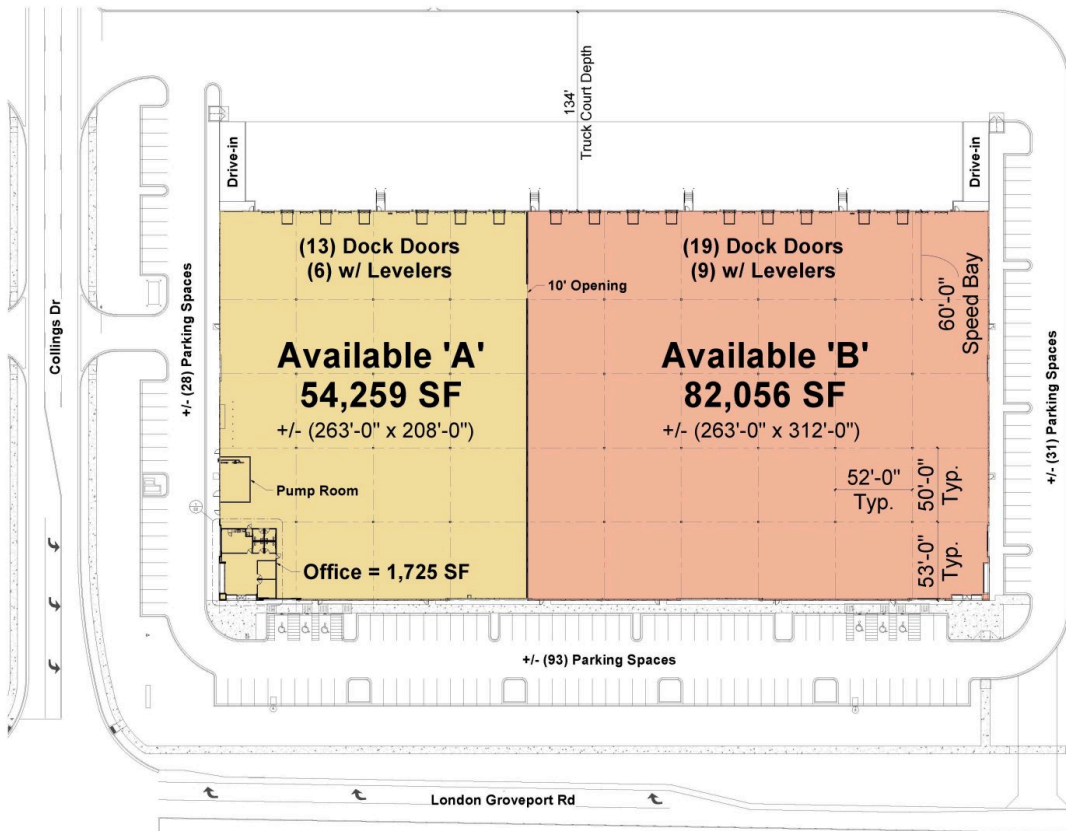 134'
Truck Court Depth
Drive-in
Drive-in
(13) Dock Doors
(6) w/ Levelers
(19) Dock Doors
(9) w/ Levelers
10' Opening
60'-0"
Speed Bay
Collings Dr
+/- (28) Parking Spaces
Available 'A'
54,259 SF
+/- (263'-0" x 208'-0")
Available 'B'
82,056 SF
+/- (263'-0" x 312'-0")
+/- (31) Parking Spaces
Pump Room
52'-0"
Typ.
50'-0"
Typ.
Office = 1,725 SF
53'-0"
Typ.
+/- (93) Parking Spaces
London Groveport Rd